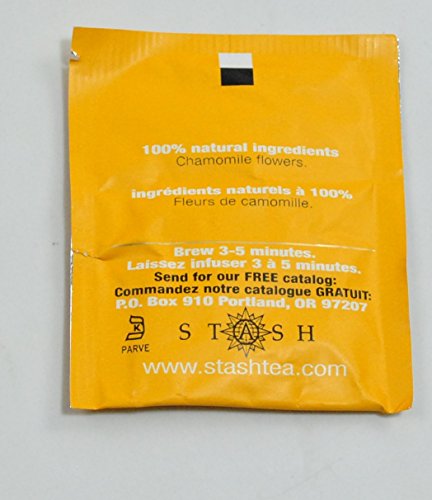 100% natural ingredients
Chamomile flowers.
ingrédients naturels à 100%
Fleurs de camomille.
Brew 3-5 minutes.
Laissez infuser 3 à 5 minutes.
Send for our FREE catalog:
Commandez notre catalogue GRATUIT:
P.O. Box 910 Portland, OR 97207
K
PARVE
STASH
www.stashtea.com